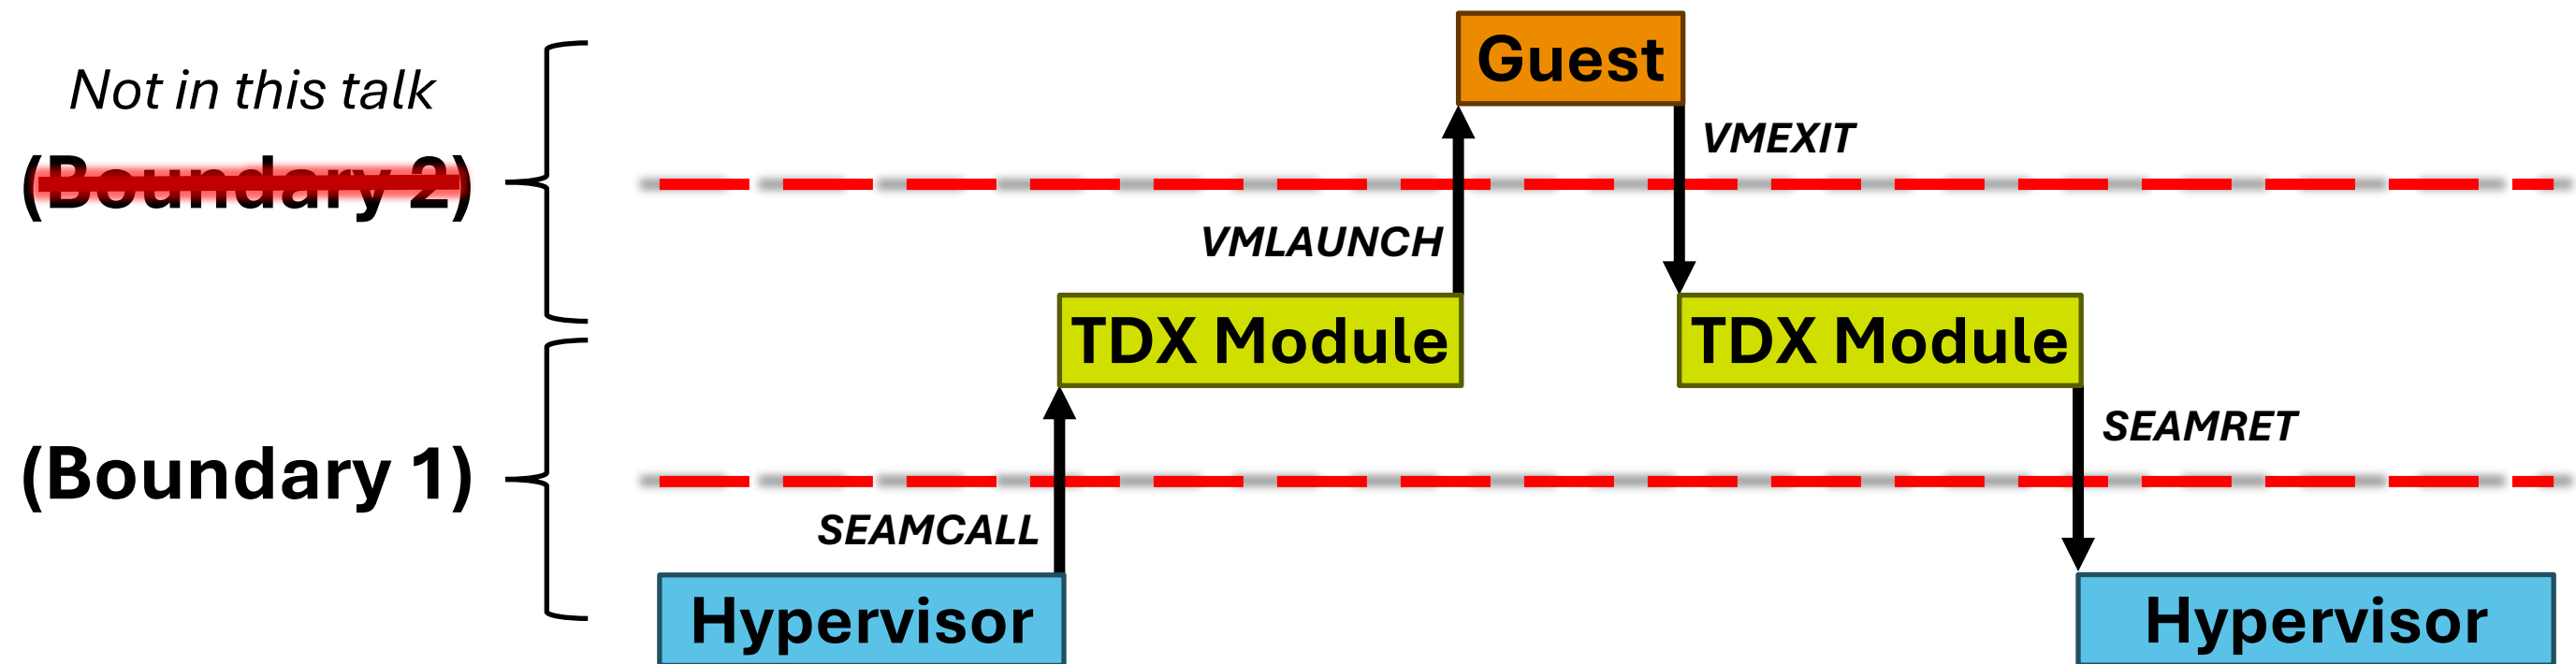 Guest
Not in this talk
VMEXIT
(Boundary 2)
VMLAUNCH
TDX Module
TDX Module
SEAMRET
(Boundary 1)
SEAMCALL
Hypervisor
Hypervisor